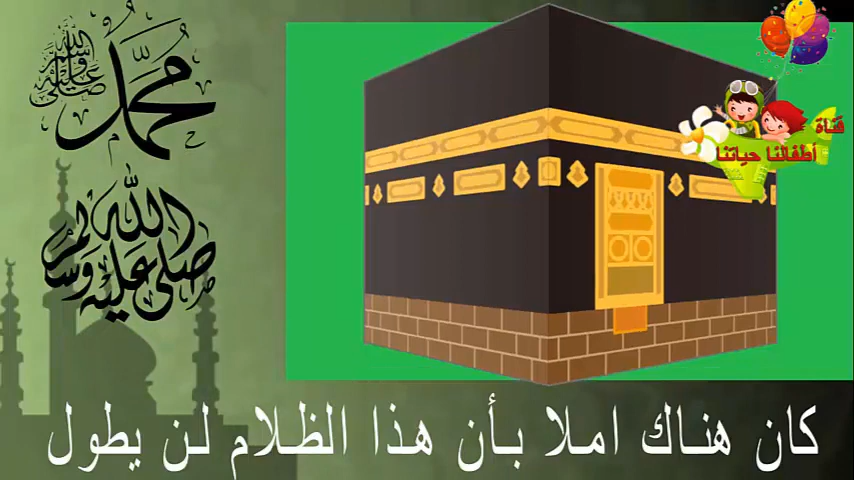 محمد
صلى الله عليه وسلم
صلى الله عليه وسلم
قناة
أطفالنا حياتنا
كان هناك املا بأن هذا الظلام لن يطول